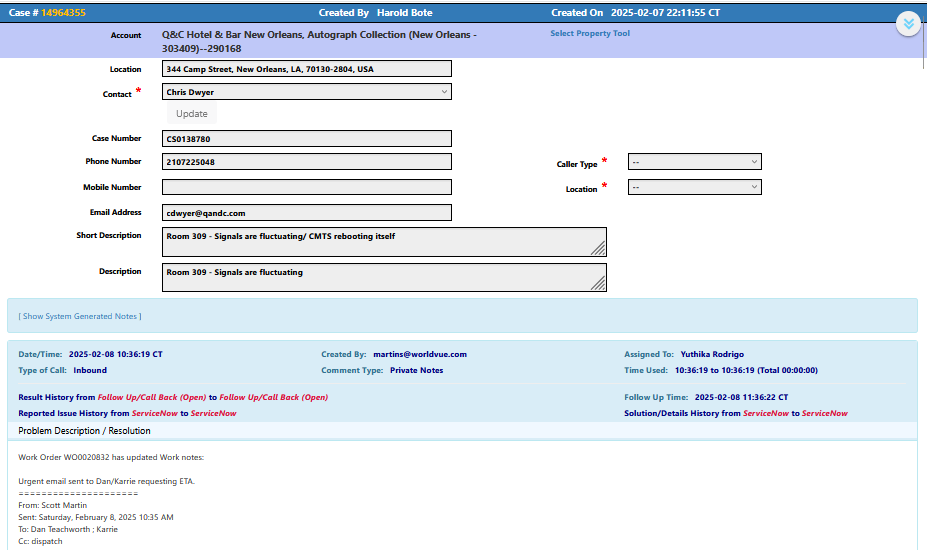 Case # 14964355 Created By Harold Bote Created On 2025-02-07 22:11:55 CT
Account Q&C Hotel & Bar New Orleans, Autograph Collection (New Orleans - Select Property Tool
303409)--290168
Location 344 Camp Street, New Orleans, LA, 70130-2804, USA
Contact * Chris Dwyer
Update
Case Number CS0138780
Phone Number 2107225048 Caller Type * --
Mobile Number Location * --
Email Address cdwyer@qandc.com
Short Description Room 309 - Signals are fluctuating/ CMTS rebooting itself
Description Room 309 - Signals are fluctuating
[ Show System Generated Notes ]
Date/Time: 2025-02-08 10:36:19 CT Created By: martins@worldvue.com Assigned To: Yuthika Rodrigo
Type of Call: Inbound Comment Type: Private Notes Time Used: 10:36:19 to 10:36:19 (Total 00:00:00)
Result History from Follow Up/Call Back (Open) to Follow Up/Call Back (Open) Follow Up Time: 2025-02-08 11:36:22 CT
Reported Issue History from ServiceNow to ServiceNow Solution/Details History from ServiceNow to ServiceNow
Problem Description / Resolution
Work Order WO0020832 has updated Work notes:
Urgent email sent to Dan/Karrie requesting ETA.
=====================
From: Scott Martin
Sent: Saturday, February 8, 2025 10:35 AM
To: Dan Teachworth ; Karrie
Cc: dispatch